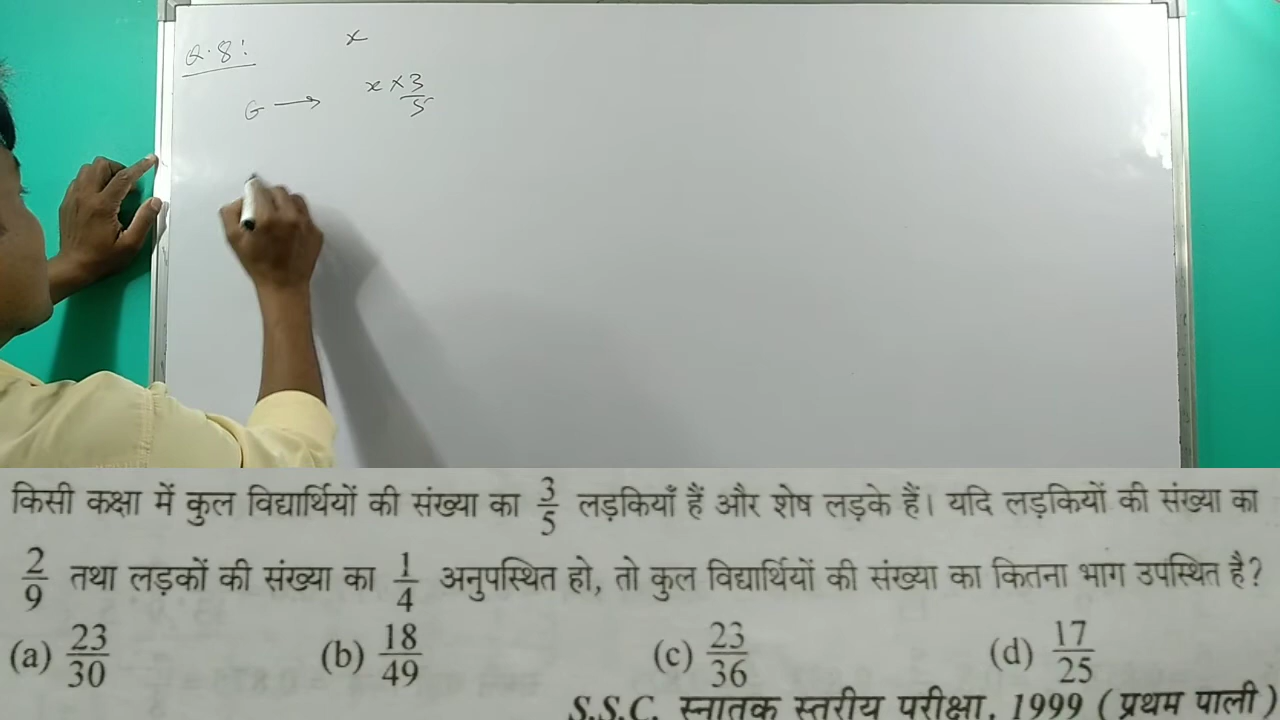 Q.8:
x
G → x × 3/5
किसी कक्षा में कुल विद्यार्थियों की संख्या का 3/5 लड़कियाँ हैं और शेष लड़के हैं। यदि लड़कियों की संख्या का
2/9 तथा लड़कों की संख्या का 1/4 अनुपस्थित हो, तो कुल विद्यार्थियों की संख्या का कितना भाग उपस्थित है?
(a) 23/30 (b) 18/49 (c) 23/36 (d) 17/25
S.S.C. स्नातक स्तरीय परीक्षा, 1999 (प्रथम पाली)